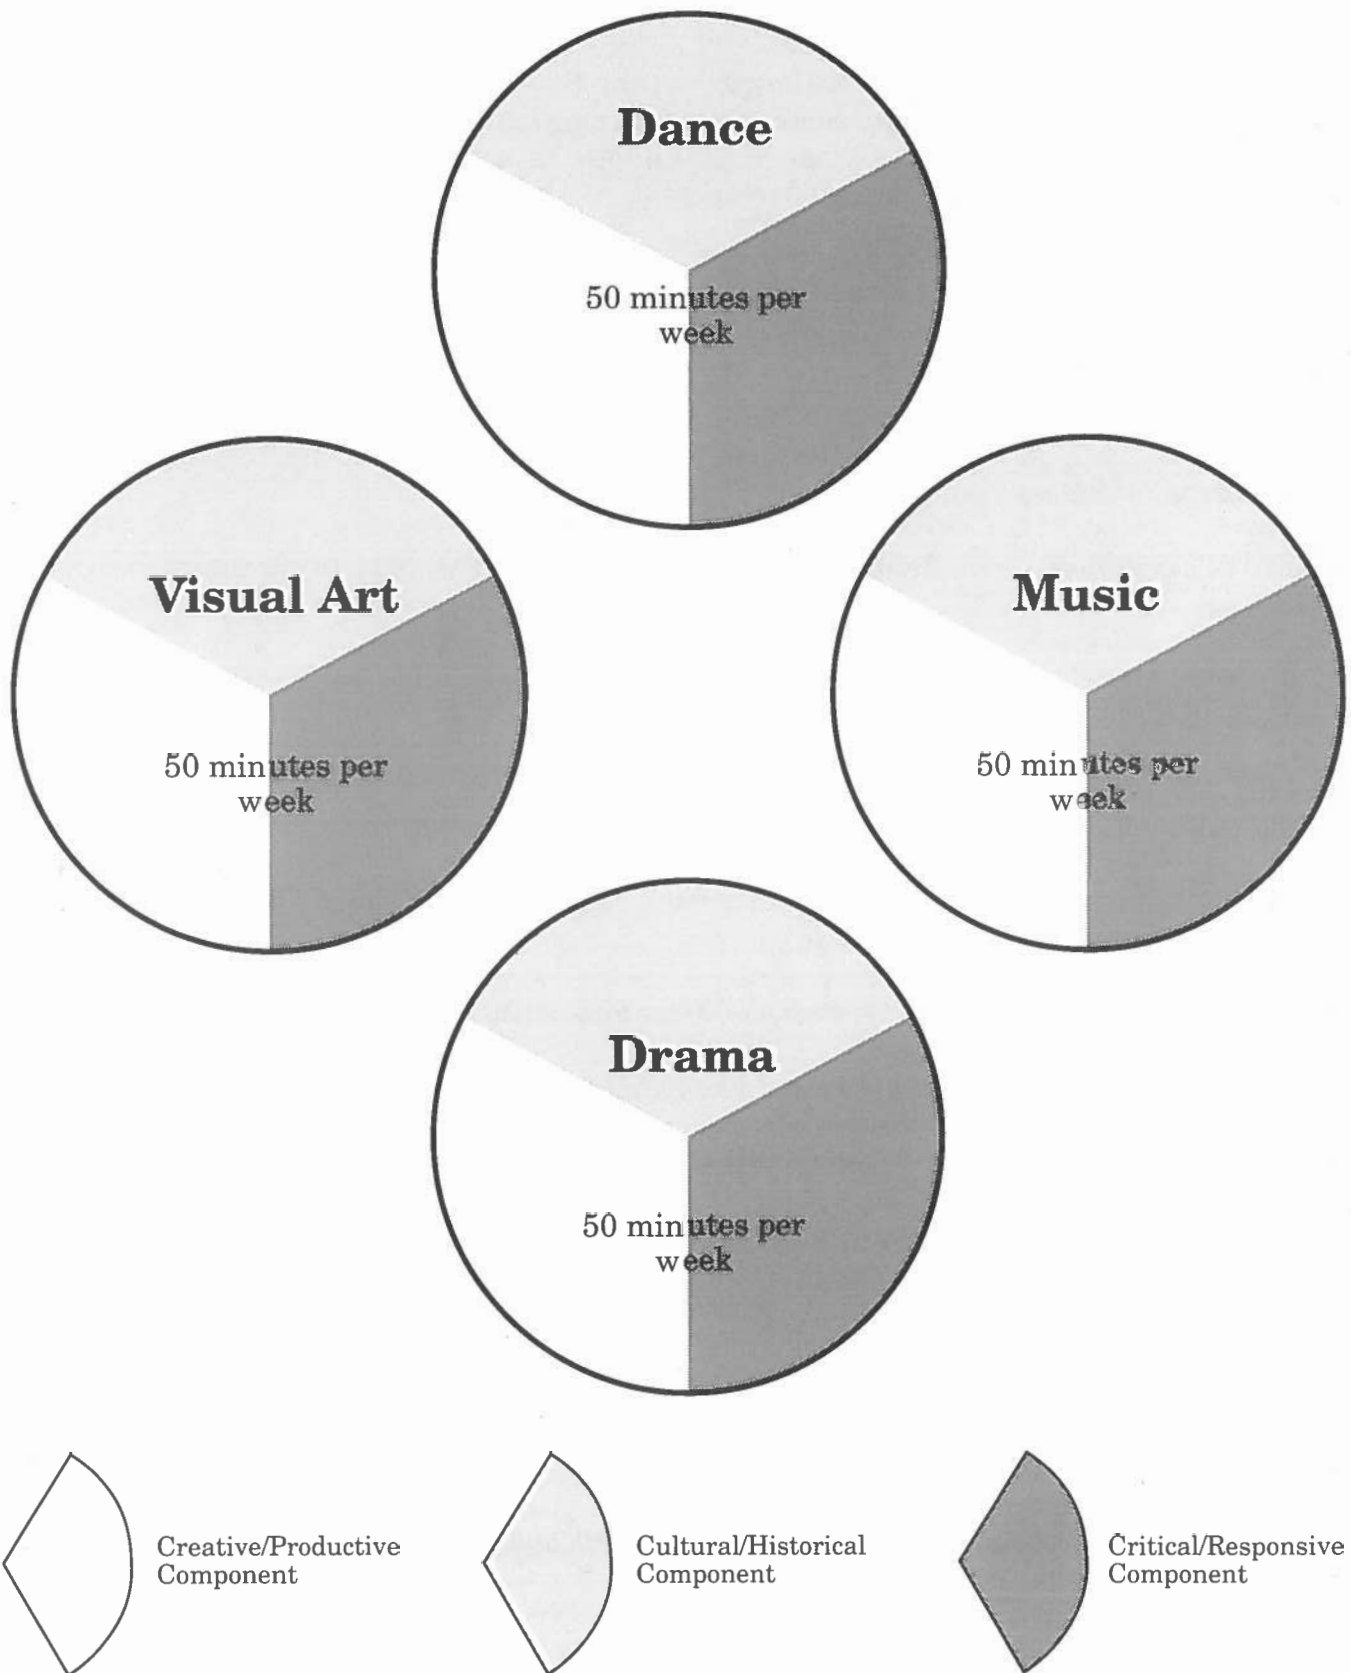 Dance
50 minutes per
week
Visual Art
50 minutes per
week
Music
50 minutes per
week
Drama
50 minutes per
week
Creative/Productive
Component
Cultural/Historical
Component
Critical/Responsive
Component